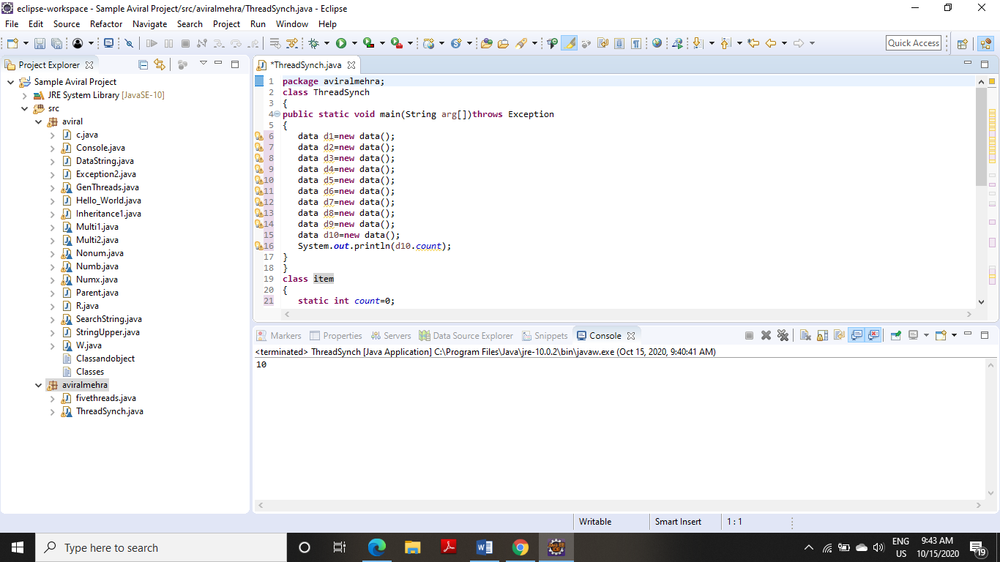 eclipse-workspace - Sample Aviral Project/src/aviralmehra/ThreadSynch.java - Eclipse
File Edit Source Refactor Navigate Search Project Run Window Help
Quick Access
Project Explorer
Sample Aviral Project
JRE System Library [JavaSE-10]
src
aviral
c.java
Console.java
DataString.java
Exception2.java
GenThreads.java
Hello_World.java
Inheritance1.java
Multi1.java
Multi2.java
Nonum.java
Numb.java
Numx.java
Parent.java
R.java
SearchString.java
StringUpper.java
W.java
Classandobject
Classes
aviralmehra
fivethreads.java
ThreadSynch.java
*ThreadSynch.java
1 package aviralmehra;
2 class ThreadSynch
3 {
4 public static void main(String arg[])throws Exception
5 {
6 data d1=new data();
7 data d2=new data();
8 data d3=new data();
9 data d4=new data();
10 data d5=new data();
11 data d6=new data();
12 data d7=new data();
13 data d8=new data();
14 data d9=new data();
15 data d10=new data();
16 System.out.println(d10.count);
17 }
18 }
19 class item
20 {
21 static int count=0;
Markers Properties Servers Data Source Explorer Snippets Console
<terminated> ThreadSynch [Java Application] C:\Program Files\Java\jre-10.0.2\bin\javaw.exe (Oct 15, 2020, 9:40:41 AM)
10
Writable Smart Insert 1 : 1
Type here to search
ENG
US
9:43 AM
10/15/2020
19